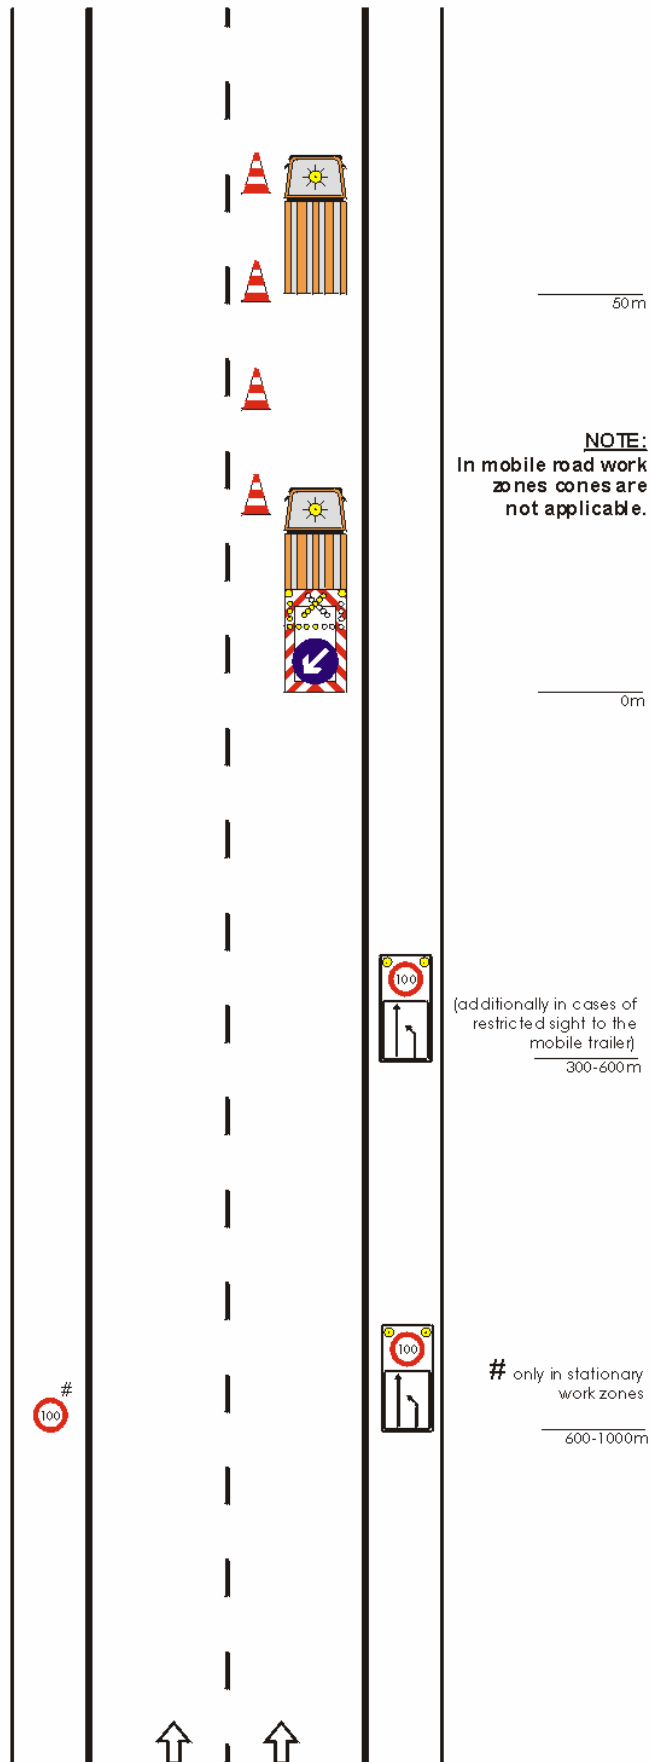 50m
NOTE:
In mobile road work
zones cones are
not applicable.
0m
100
(additionally in cases of
restricted sight to the
mobile trailer)
300-600m
100
#
100
# only in stationary
work zones
600-1000m